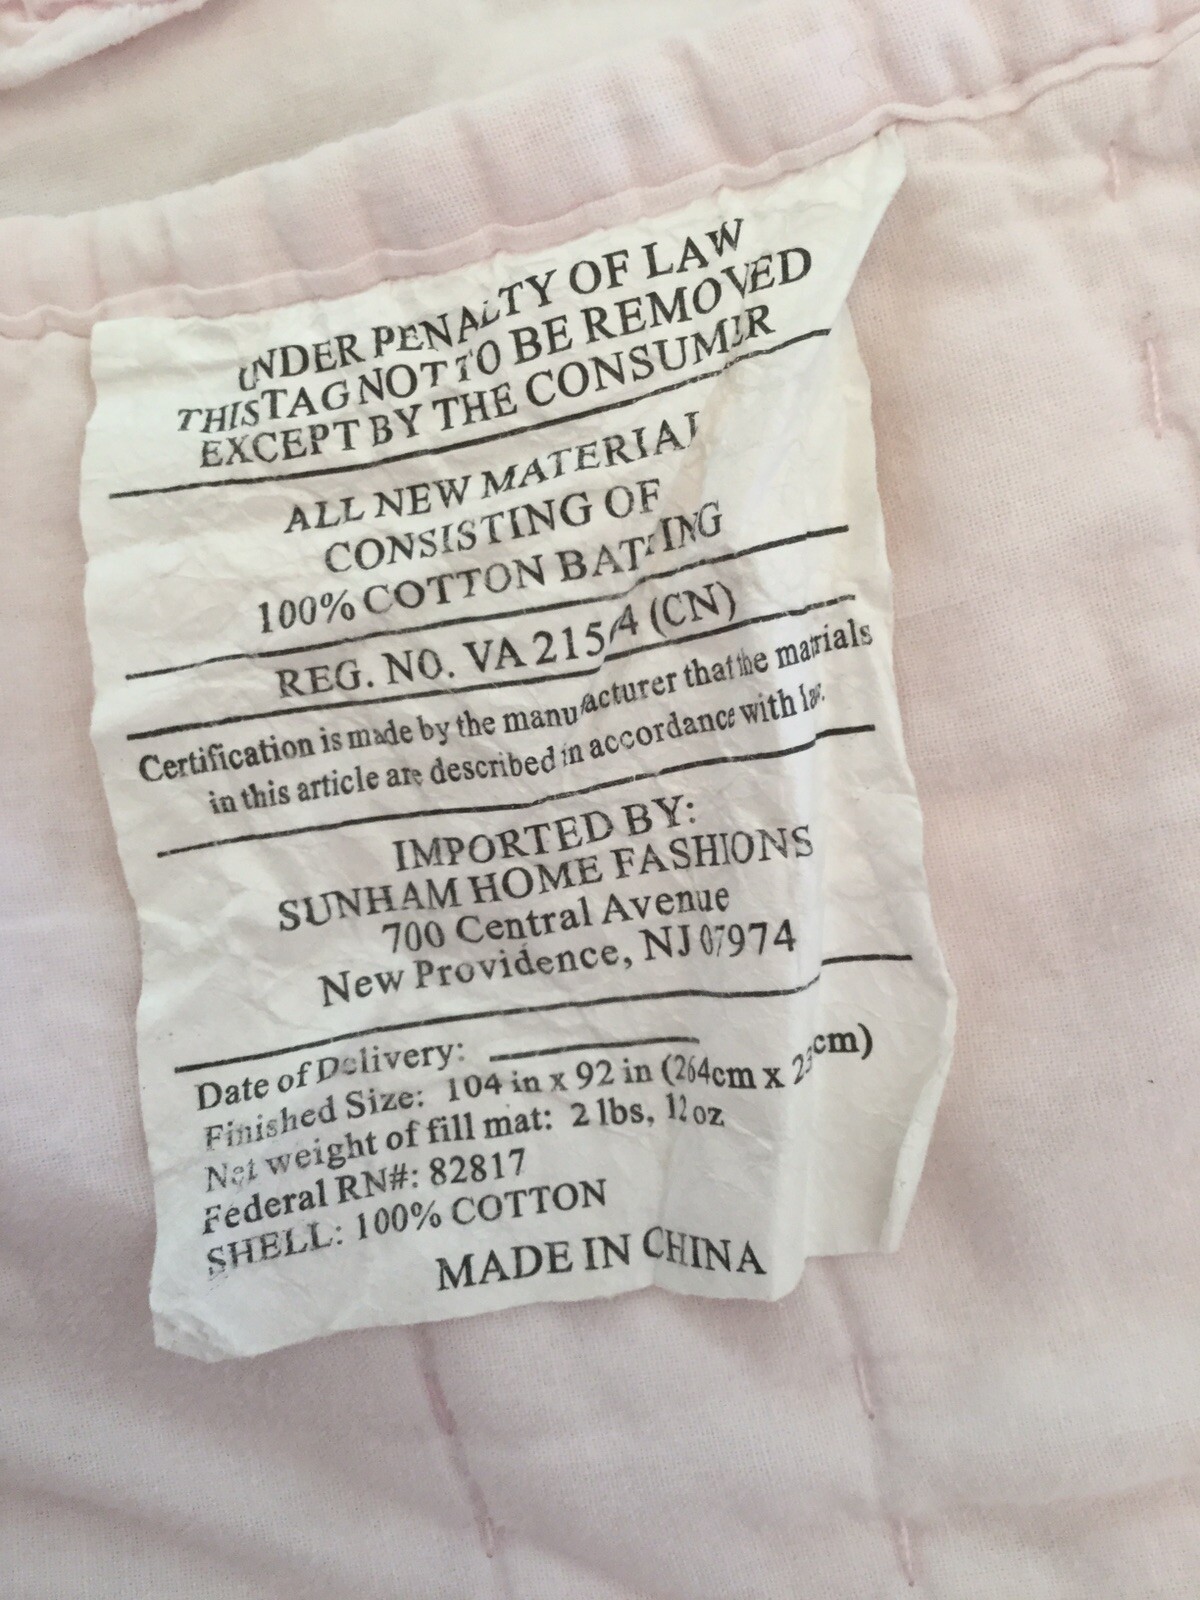 UNDER PENALTY OF LAW
THIS TAG NOT TO BE REMOVED
EXCEPT BY THE CONSUMER
ALL NEW MATERIAL
CONSISTING OF
100% COTTON BATTING
REG. NO. VA (CN)
Certification is made by the manufacturer that the materials
in this article are described in accordance with law.
IMPORTED BY:
SUNHAM HOME FASHIONS
700 Central Avenue
New Providence, NJ 07974
Date of Delivery:
Finished Size: 104 in x 92 in (264cm x cm)
Net weight of fill mat: 2 lbs, 12 oz
Federal RN#: 82817
SHELL: 100% COTTON
MADE IN CHINA